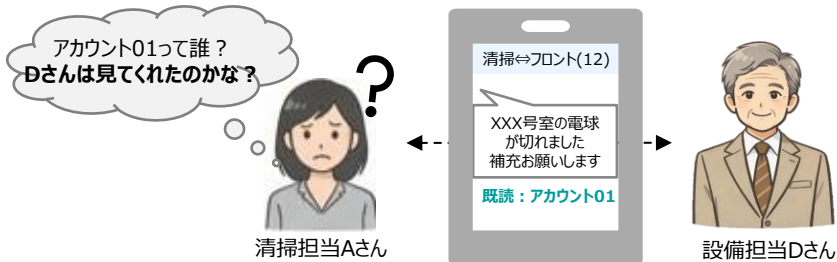 アカウント01って誰？
Dさんは見てくれたのかな？
?
清掃⇔フロント(12)
XXX号室の電球
が切れました
補充お願いします
既読：アカウント01
清掃担当Aさん
設備担当Dさん